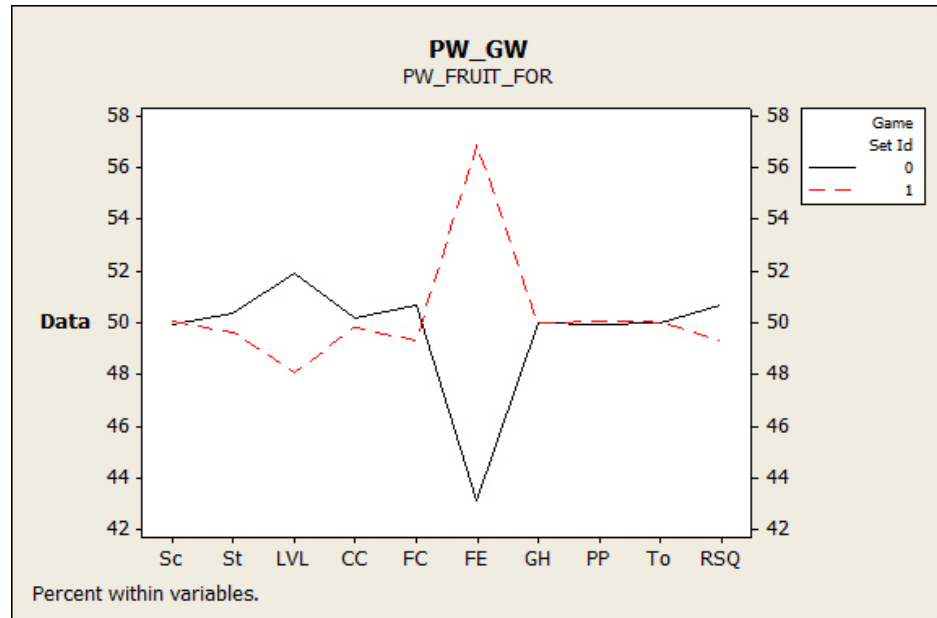 PW_GW
PW_FRUIT_FOR
58 58
56 56
54 54
52 52
Data 50 50
48 48
46 46
44 44
42 42
Sc St LVL CC FC FE GH PP To RSQ
Game
Set Id
0
1
Percent within variables.